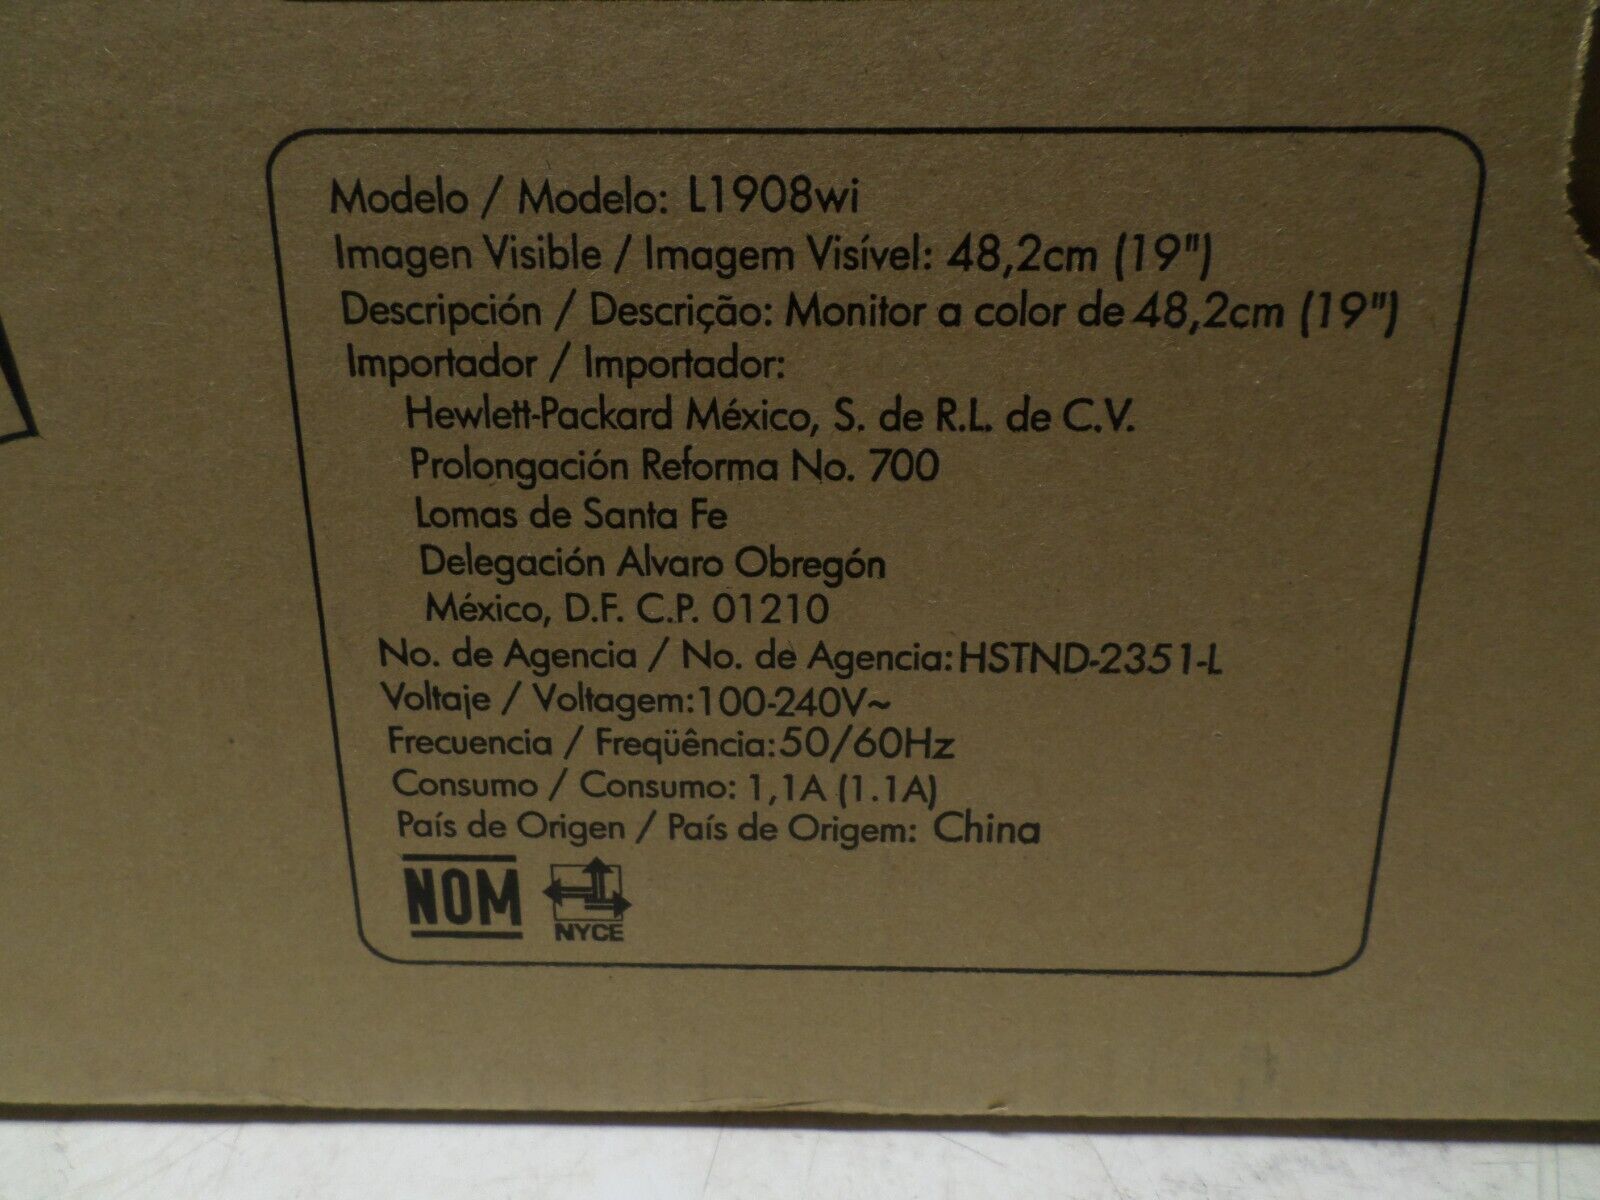 Modelo / Modelo: L1908wi
Imagen Visible / Imagem Visível: 48,2cm (19")
Descripción / Descrição: Monitor a color de 48,2cm (19")
Importador / Importador:
Hewlett-Packard México, S. de R.L. de C.V.
Prolongación Reforma No. 700
Lomas de Santa Fe
Delegación Alvaro Obregón
México, D.F. C.P. 01210
No. de Agencia / No. de Agencia: HSTND-2351-L
Voltaje / Voltagem: 100-240V~
Frecuencia / Freqüência: 50/60Hz
Consumo / Consumo: 1,1A (1.1A)
País de Origen / País de Origem: China
NOM NYCE